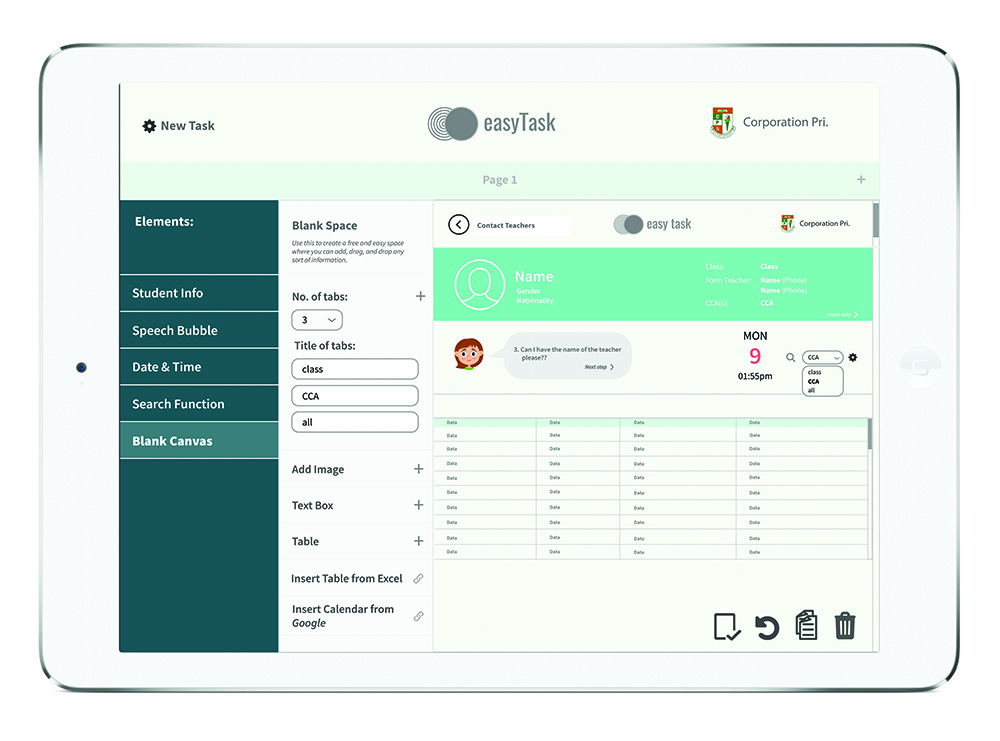 New Task
easyTask
Corporation Pri.
Page 1
+
Elements:
Student Info
Speech Bubble
Date & Time
Search Function
Blank Canvas
Blank Space
Use this to create a free and easy space
where you can add, drag, and drop any
sort of information.
No. of tabs: +
3
Title of tabs:
class
CCA
all
Add Image +
Text Box +
Table +
Insert Table from Excel
Insert Calendar from
Google
Contact Teachers
easy task
Corporation Pri.
Name
Gender
Nationality
Class: Class
Form Teacher: Name (Phone)
Name (Phone)
CCA(s): CCA
more info
3. Can I have the name of the teacher
please??
Next step
MON
9
01:55pm
CCA
class
CCA
all
Data Data Data Data
Data Data Data Data
Data Data Data Data
Data Data Data Data
Data Data Data Data
Data Data Data Data
Data Data Data Data
Data Data Data Data
Data Data Data Data
Data Data Data Data